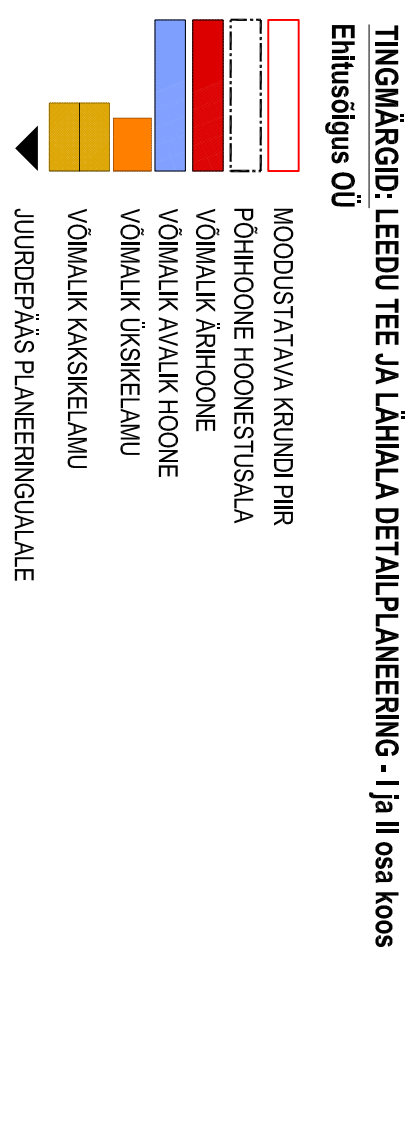 TINGMÄRGID: LEEDU TEE JA LÄHIALA DETAILPLANEERING - I ja II osa koos
Ehitusõigus OÜ
MOODUSTATAVA KRUNDI PIIR
PÕHIHOONE HOONESTUSALA
VÕIMALIK ÄRIHOONE
VÕIMALIK AVALIK HOONE
VÕIMALIK ÜKSIKELAMU
VÕIMALIK KAKSIKELAMU
JUURDEPÄÄS PLANEERINGUALALE